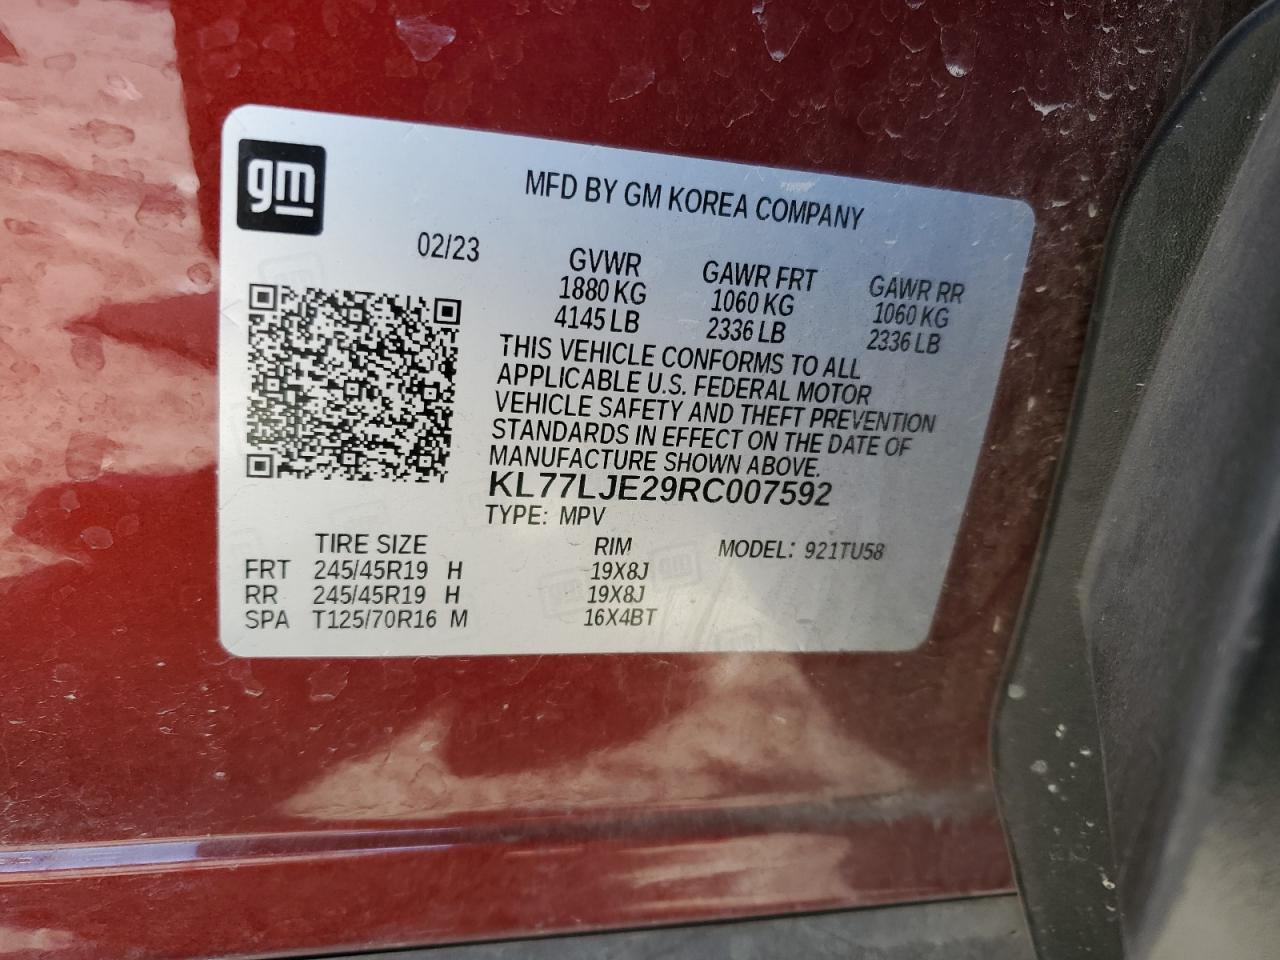 gm
MFD BY GM KOREA COMPANY
02/23
GVWR GAWR FRT GAWR RR
1880 KG 1060 KG 1060 KG
4145 LB 2336 LB 2336 LB
THIS VEHICLE CONFORMS TO ALL
APPLICABLE U.S. FEDERAL MOTOR
VEHICLE SAFETY AND THEFT PREVENTION
STANDARDS IN EFFECT ON THE DATE OF
MANUFACTURE SHOWN ABOVE.
KL77LJE29RC007592
TYPE: MPV
TIRE SIZE RIM MODEL: 921TU58
FRT 245/45R19 H 19X8J
RR 245/45R19 H 19X8J
SPA T125/70R16 M 16X4BT